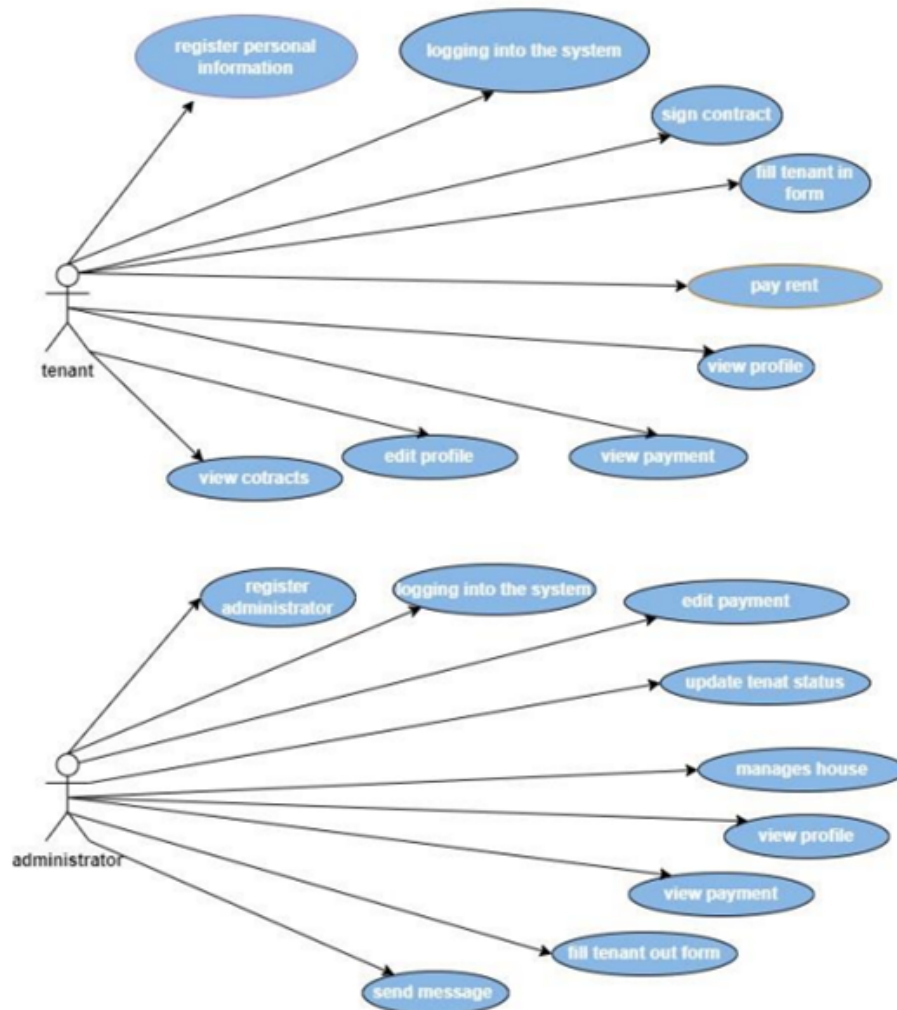 register personal
information
logging into the system
sign contract
fill tenant in
form
pay rent
view profile
tenant
edit profile
view payment
view cotracts
register
administrator
logging into the system
edit payment
update tenat status
manages house
view profile
administrator
view payment
fill tenant out form
send message